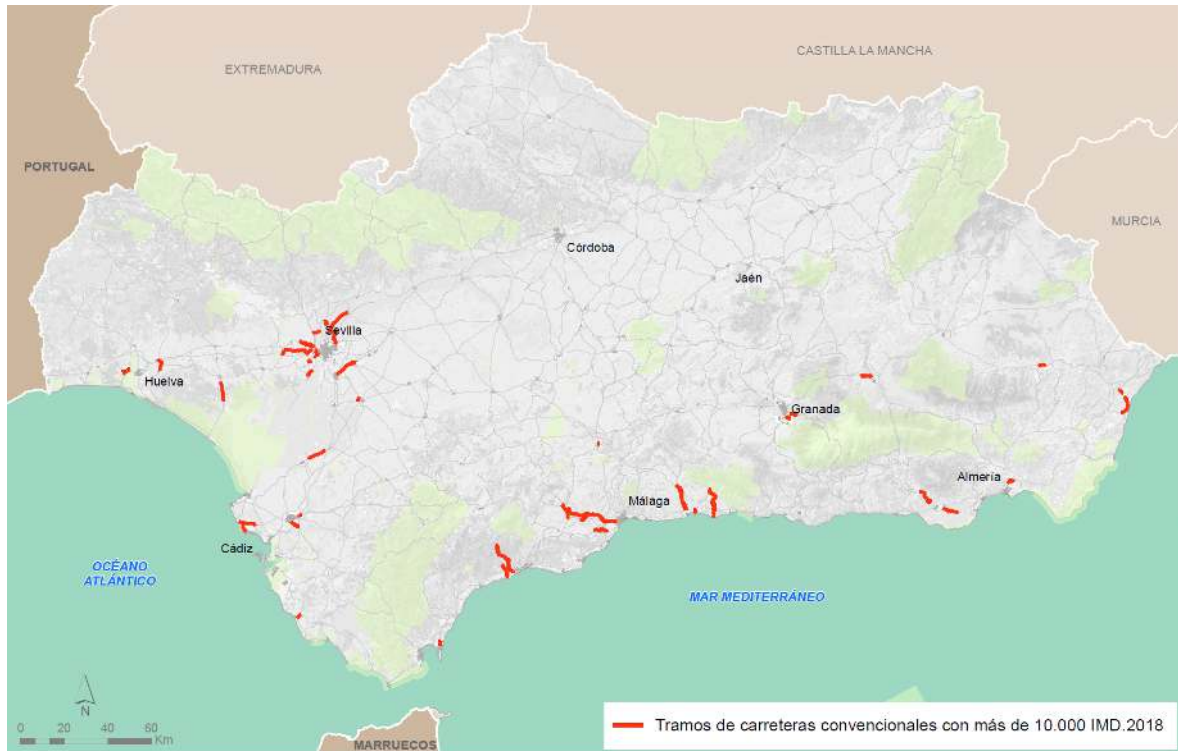 CASTILLA LA MANCHA
EXTREMADURA
PORTUGAL
MURCIA
Córdoba
Jaén
Sevilla
Huelva
Granada
Almería
Málaga
Cádiz
OCÉANO
ATLÁNTICO
MAR MEDITERRÁNEO
N
0 20 40 60
Km
Tramos de carreteras convencionales con más de 10.000 IMD.2018
MARRUECOS